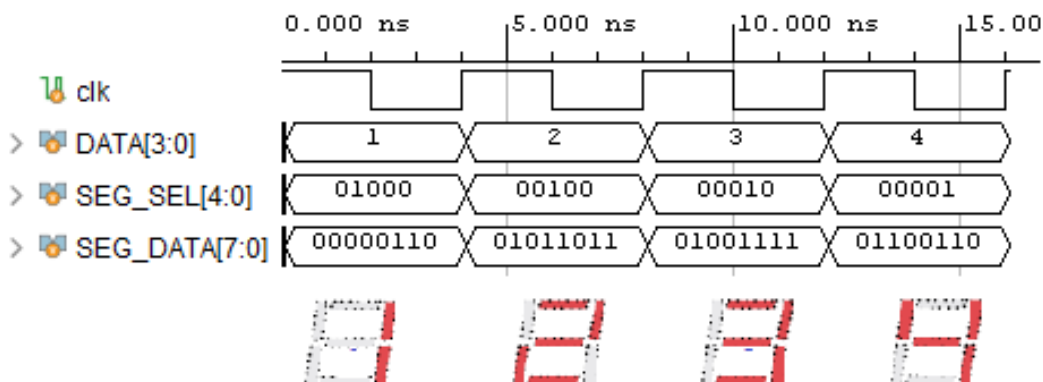 0.000 ns 5.000 ns 10.000 ns 15.00
clk
DATA[3:0] 1 2 3 4
SEG_SEL[4:0] 01000 00100 00010 00001
SEG_DATA[7:0] 00000110 01011011 01001111 01100110